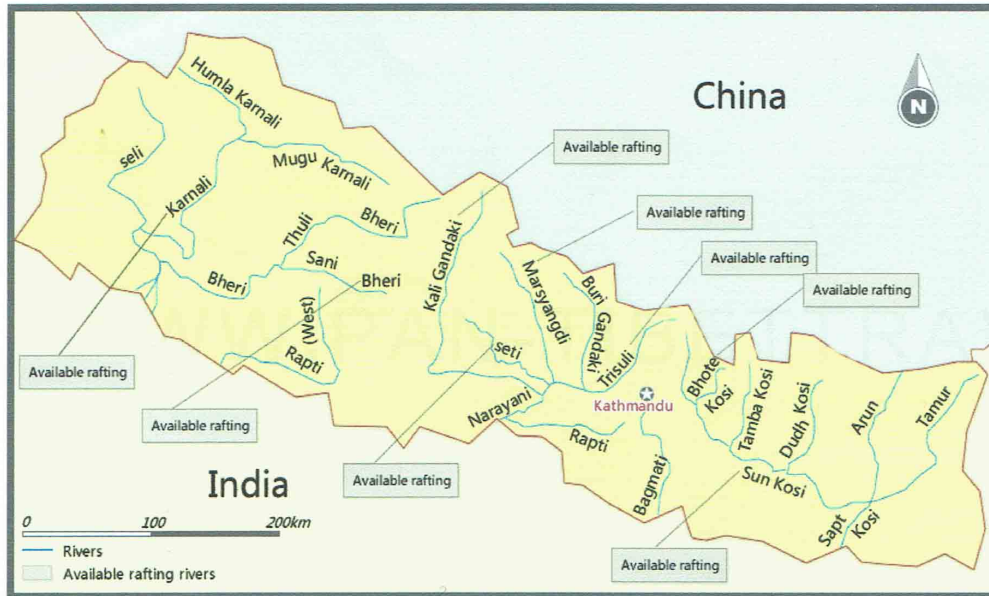 Humla Karnali
China
N
seli
Mugu Karnali
Available rafting
Karnali
Available rafting
Thuli
Bheri
Available rafting
Sani
Bheri
Bheri
Kali Gandaki
Marsyangdi
Buri Gandaki
Available rafting
(West)
Rapti
seti
Trisuli
Bhote
Kosi
Available rafting
Tamba Kosi
Dudh Kosi
Arun
Tamur
Kathmandu
Narayani
Rapti
Available rafting
Available rafting
Bagmati
Sun Kosi
Sapt
Kosi
India
Available rafting
0 100 200km
Rivers
Available rafting rivers